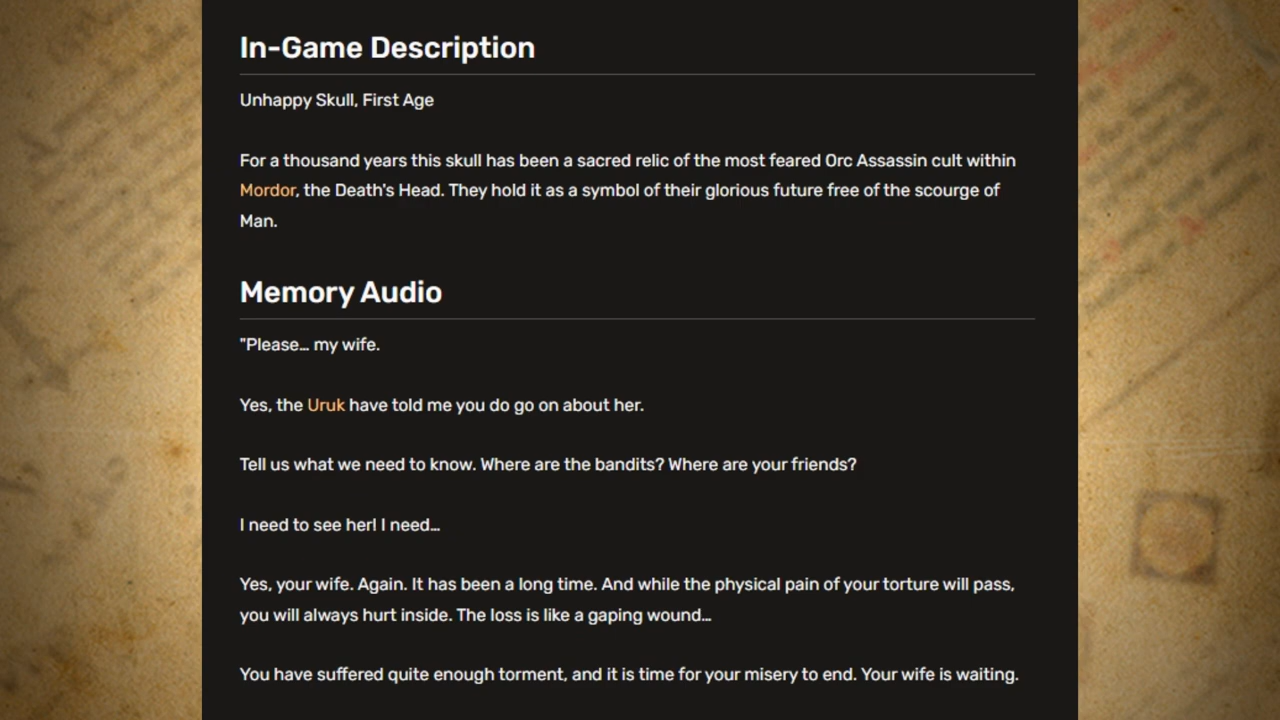 In-Game Description
Unhappy Skull, First Age
For a thousand years this skull has been a sacred relic of the most feared Orc Assassin cult within
Mordor, the Death's Head. They hold it as a symbol of their glorious future free of the scourge of
Man.
Memory Audio
"Please… my wife.
Yes, the Uruk have told me you do go on about her.
Tell us what we need to know. Where are the bandits? Where are your friends?
I need to see her! I need…
Yes, your wife. Again. It has been a long time. And while the physical pain of your torture will pass,
you will always hurt inside. The loss is like a gaping wound…
You have suffered quite enough torment, and it is time for your misery to end. Your wife is waiting.